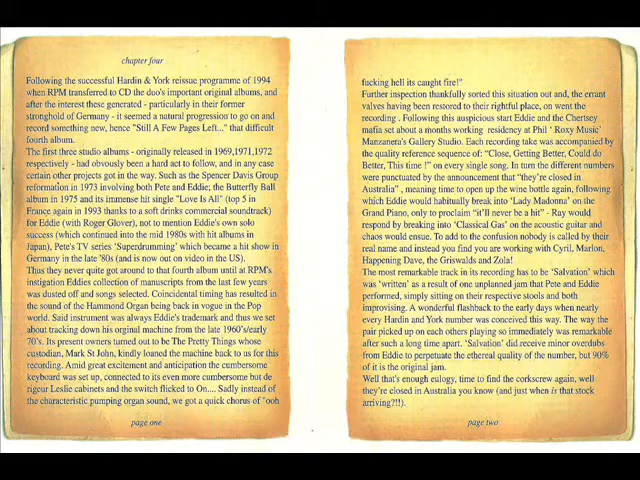 chapter four
Following the successful Hardin & York reissue programme of 1994
when RPM transferred to CD the duo's important original albums, and
after the interest these generated - particularly in their former
stronghold of Germany - it seemed a natural progression to go on and
record something new, hence "Still A Few Pages Left..." that difficult
fourth album.
The first three studio albums - originally released in 1969,1971,1972
respectively - had obviously been a hard act to follow, and in any case
certain other projects got in the way. Such as the Spencer Davis Group
reformation in 1973 involving both Pete and Eddie; the Butterfly Ball
album in 1975 and its immense hit single "Love Is All" (top 5 in
France again in 1993 thanks to a soft drinks commercial soundtrack)
for Eddie (with Roger Glover), not to mention Eddie's own solo
success (which continued into the mid 1980s with hit albums in
Japan), Pete's TV series 'Superdrumming' which became a hit show in
Germany in the late '80s (and is now out on video in the US).
Thus they never quite got around to that fourth album until at RPM's
instigation Eddies collection of manuscripts from the last few years
was dusted off and songs selected. Coincidental timing has resulted in
the sound of the Hammond Organ being back in vogue in the Pop
world. Said instrument was always Eddie's trademark and thus we set
about tracking down his orginal machine from the late 1960's/early
70's. Its present owners turned out to be The Pretty Things whose
custodian, Mark St John, kindly loaned the machine back to us for this
recording. Amid great excitement and anticipation the cumbersome
keyboard was set up, connected to its even more cumbersome but de
rigeur Leslie cabinets and the switch flicked to On.... Sadly instead of
the characteristic pumping organ sound, we got a quick chorus of "ooh
page one
fucking hell its caught fire!"
Further inspection thankfully sorted this situation out and, the errant
valves having been restored to their rightful place, on went the
recording . Following this auspicious start Eddie and the Chertsey
mafia set about a months working residency at Phil ' Roxy Music'
Manzanera's Gallery Studio. Each recording take was accompanied by
the quality reference sequence of: "Close, Getting Better, Could do
Better, This time !" on every single song. In turn the different numbers
were punctuated by the announcement that "they're closed in
Australia" , meaning time to open up the wine bottle again, following
which Eddie would habitually break into 'Lady Madonna' on the
Grand Piano, only to proclaim "it'll never be a hit" - Ray would
respond by breaking into 'Classical Gas' on the acoustic guitar and
chaos would ensue. To add to the confusion nobody is called by their
real name and instead you find you are working with Cyril, Marlon,
Happening Dave, the Griswalds and Zola!
The most remarkable track in its recording has to be 'Salvation' which
was 'written' as a result of one unplanned jam that Pete and Eddie
performed, simply sitting on their respective stools and both
improvising. A wonderful flashback to the early days when nearly
every Hardin and York number was conceived this way. The way the
pair picked up on each others playing so immediately was remarkable
after such a long time apart. 'Salvation' did receive minor overdubs
from Eddie to perpetuate the ethereal quality of the number, but 90%
of it is the original jam.
Well that's enough eulogy, time to find the corkscrew again, well
they're closed in Australia you know (and just when is that stock
arriving?!!).
page two